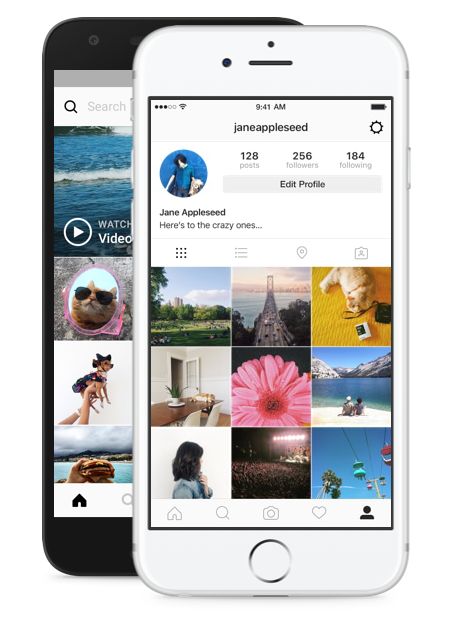 Search
WATCH
Video
9:41 AM
janeappleseed
128
256
184
posts
followers
following
Edit Profile
Jane Appleseed
Here's to the crazy ones...